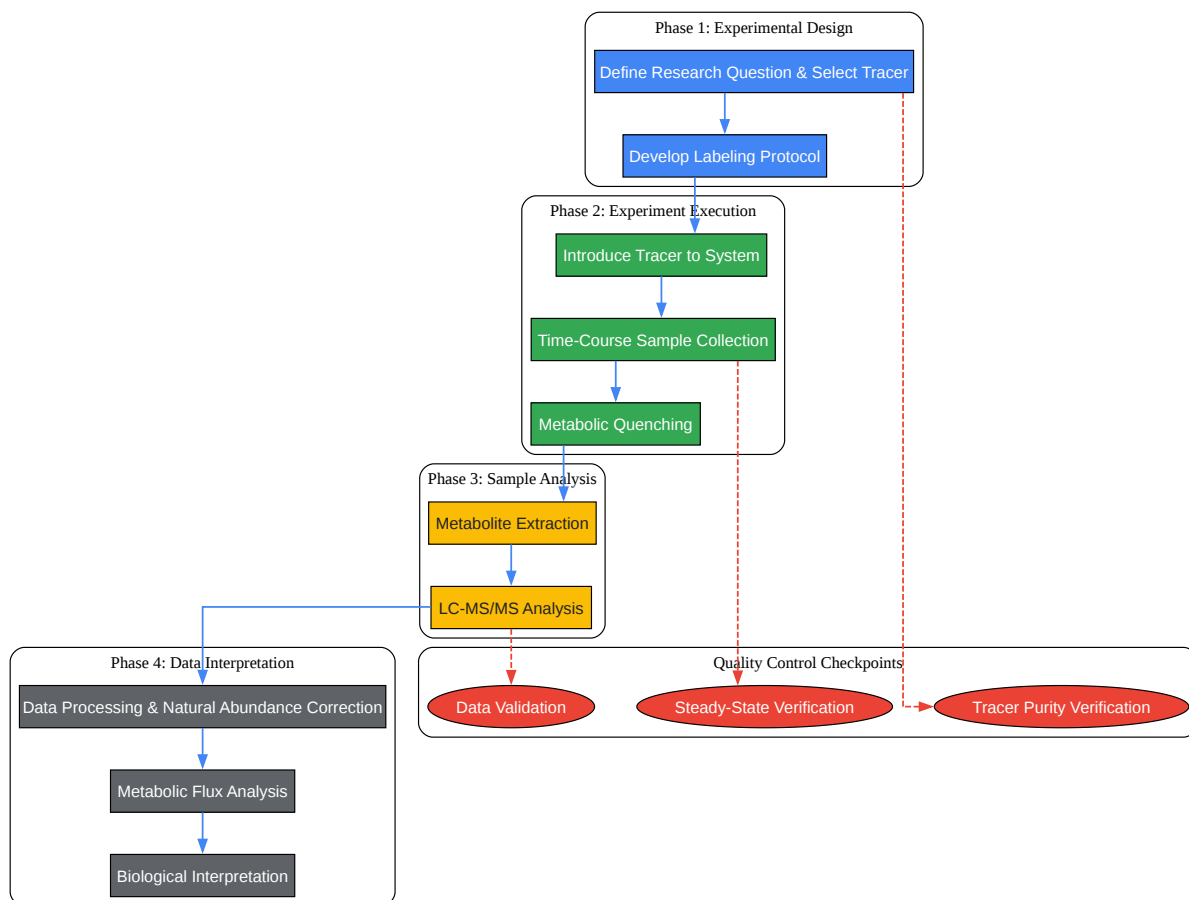 Phase 1: Experimental Design
Define Research Question & Select Tracer
Develop Labeling Protocol
Phase 2: Experiment Execution
Introduce Tracer to System
Time-Course Sample Collection
Metabolic Quenching
Phase 3: Sample Analysis
Metabolite Extraction
LC-MS/MS Analysis
Phase 4: Data Interpretation
Data Processing & Natural Abundance Correction
Metabolic Flux Analysis
Biological Interpretation
Quality Control Checkpoints
Data Validation
Steady-State Verification
Tracer Purity Verification